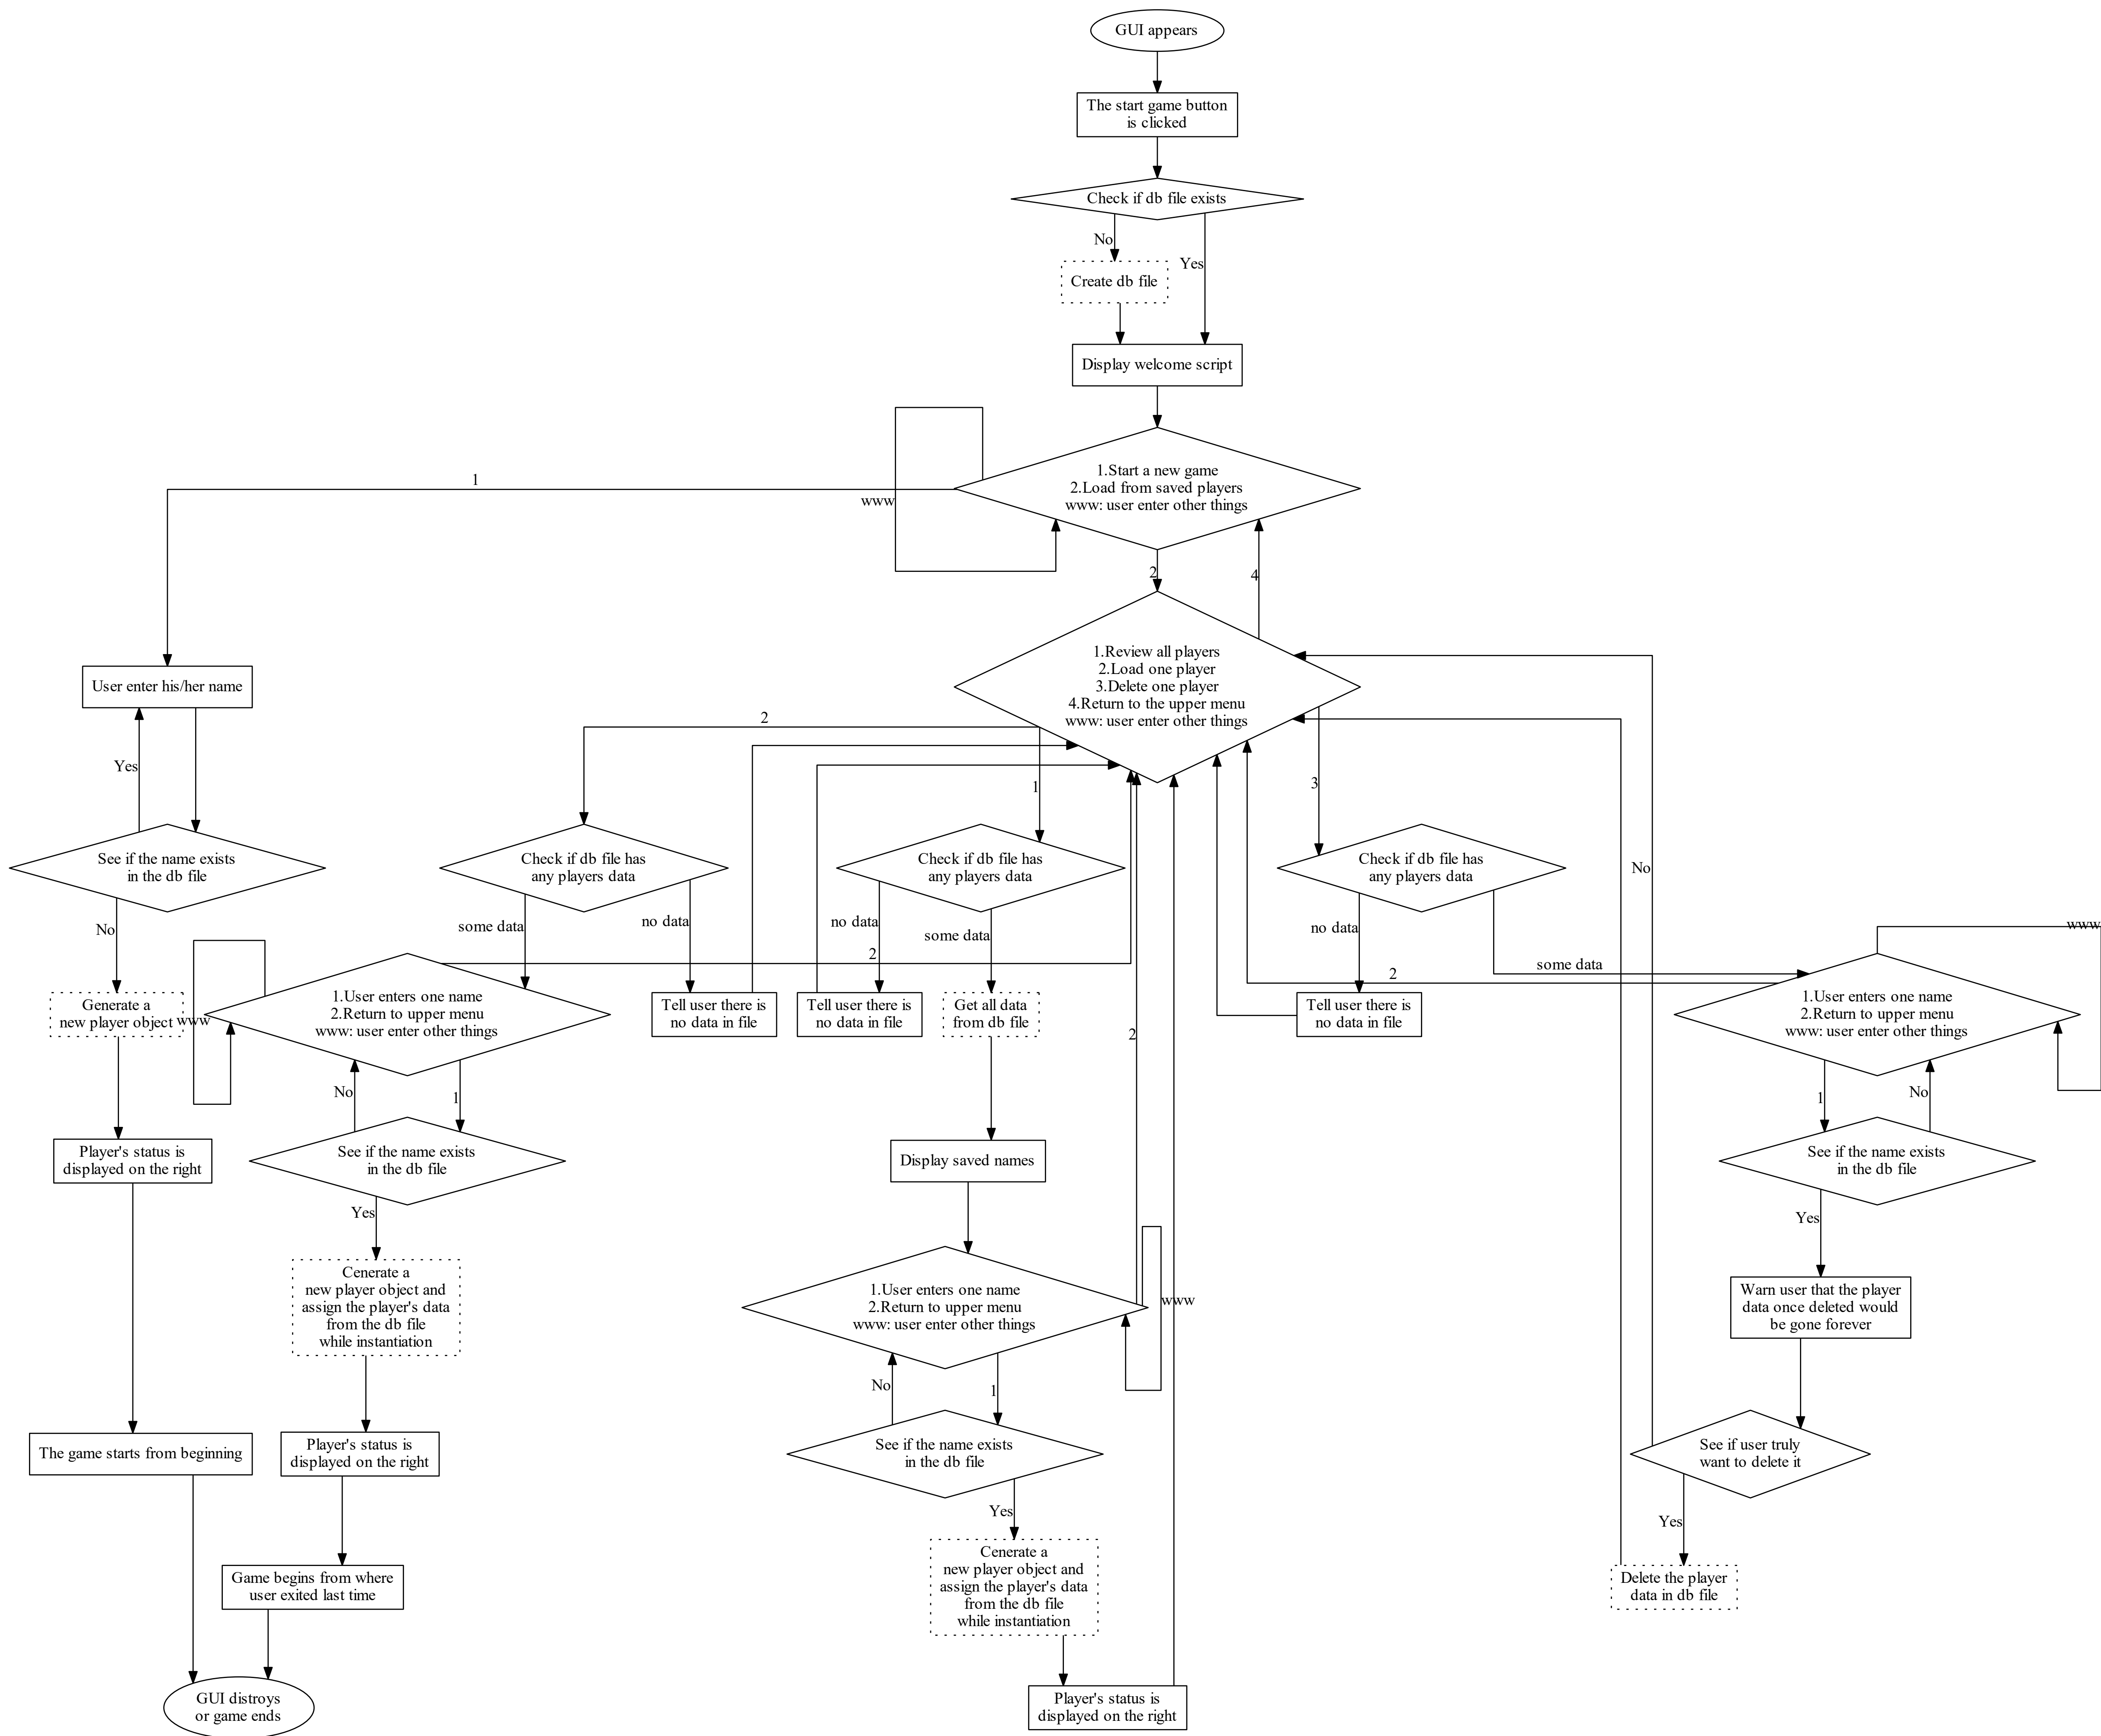 GUI appears
The start game button
is clicked
Check if db file exists
No
Yes
Create db file
Display welcome script
1.Start a new game
2.Load from saved players
www: user enter other things
1
www
2
4
1.Review all players
2.Load one player
3.Delete one player
4.Return to the upper menu
www: user enter other things
User enter his/her name
Yes
2
1
3
See if the name exists
in the db file
Check if db file has
any players data
Check if db file has
any players data
Check if db file has
any players data
No
No
some data
no data
no data
some data
no data
some data
www
2
2
Generate a
new player object
www
1.User enters one name
2.Return to upper menu
www: user enter other things
Tell user there is
no data in file
Tell user there is
no data in file
Get all data
from db file
Tell user there is
no data in file
1.User enters one name
2.Return to upper menu
www: user enter other things
2
No
1
1
No
Player's status is
displayed on the right
See if the name exists
in the db file
Display saved names
See if the name exists
in the db file
Yes
Yes
Cenerate a
new player object and
assign the player's data
from the db file
while instantiation
1.User enters one name
2.Return to upper menu
www: user enter other things
www
Warn user that the player
data once deleted would
be gone forever
No
1
The game starts from beginning
Player's status is
displayed on the right
See if the name exists
in the db file
See if user truly
want to delete it
Yes
Yes
Game begins from where
user exited last time
Cenerate a
new player object and
assign the player's data
from the db file
while instantiation
Delete the player
data in db file
GUI distroys
or game ends
Player's status is
displayed on the right